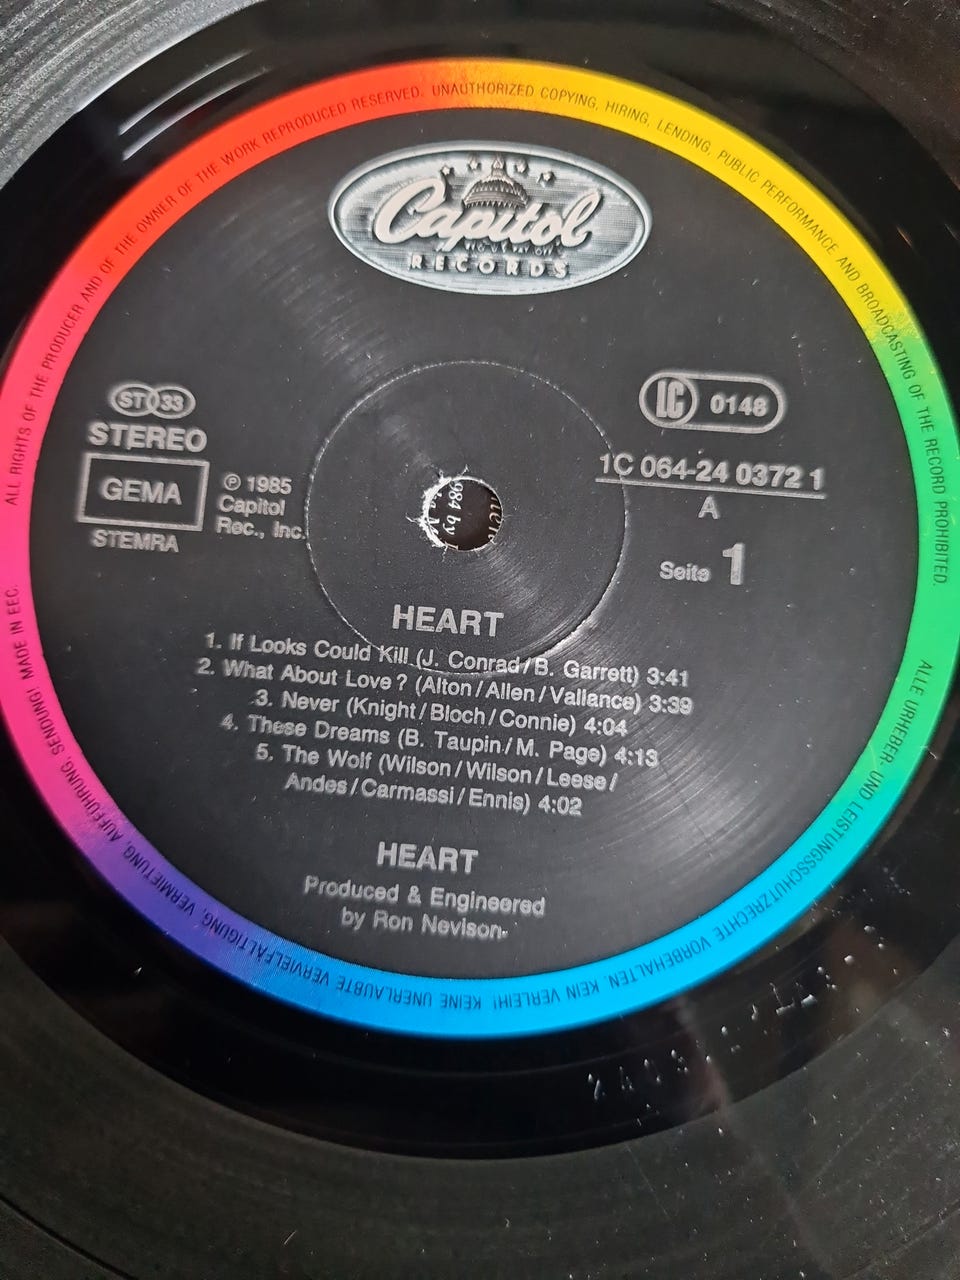 ALL RIGHTS OF THE PRODUCER AND OF THE OWNER OF THE WORK REPRODUCED RESERVED. UNAUTHORIZED COPYING, HIRING, LENDING, PUBLIC PERFORMANCE AND BROADCASTING OF THE RECORD PROHIBITED.
Capitol
RECORDS
ST 33
STEREO
GEMA
STEMRA
℗ 1985
Capitol
Rec., Inc.
LC 0148
1C 064-24 0372 1
A
Seite 1
1984 by
HEART
1. If Looks Could Kill (J. Conrad/B. Garrett) 3:41
2. What About Love? (Alton/Allen/Vallance) 3:39
3. Never (Knight/Bloch/Connie) 4:04
4. These Dreams (B. Taupin/M. Page) 4:13
5. The Wolf (Wilson/Wilson/Leese/
Andes/Carmassi/Ennis) 4:02
HEART
Produced & Engineered
by Ron Nevison
ALLE URHEBER- UND LEISTUNGSSCHUTZRECHTE VORBEHALTEN. KEIN VERLEIH! KEINE UNERLAUBTE VERVIELFÄLTIGUNG, VERMIETUNG, AUFFÜHRUNG, SENDUNG! MADE IN EEC.